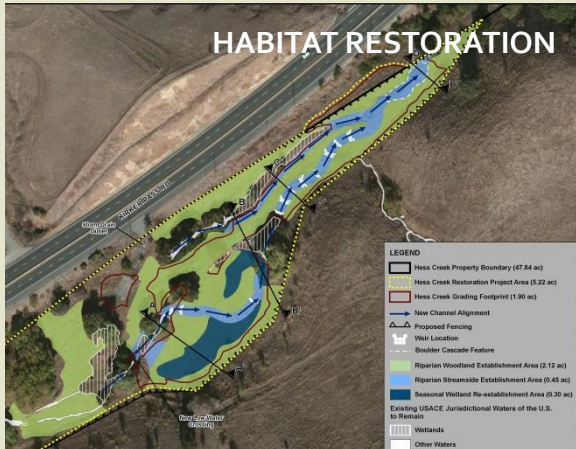 HABITAT RESTORATION
KIRKER PASS RD
Storm Drain
Outlet
D
D'
C
C'
B
B'
A
A'
New Low-Water
Crossing
LEGEND
Hess Creek Property Boundary (47.84 ac)
Hess Creek Restoration Project Area (5.22 ac)
Hess Creek Grading Footprint (1.90 ac)
New Channel Alignment
Proposed Fencing
Weir Location
Boulder Cascade Feature
Riparian Woodland Establishment Area (2.12 ac)
Riparian Streamside Establishment Area (0.45 ac)
Seasonal Wetland Re-establishment Area (0.30 ac)
Existing USACE Jurisdictional Waters of the U.S.
to Remain
Wetlands
Other Waters